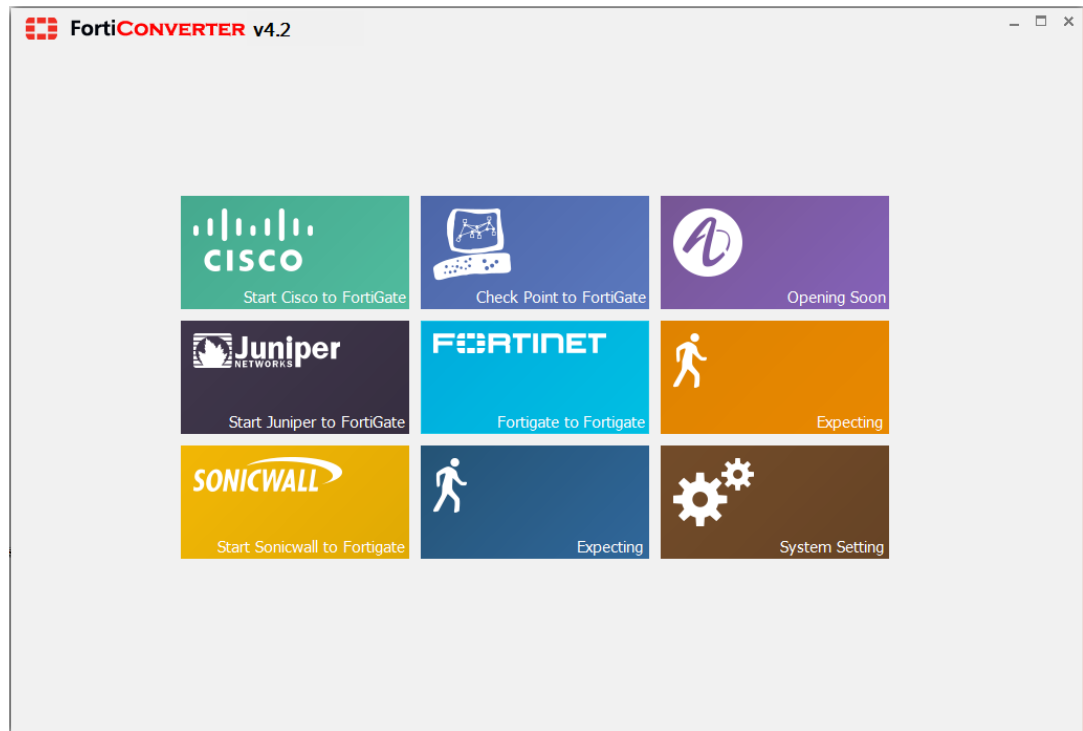 FortiCONVERTER v4.2
CISCO
Start Cisco to FortiGate
Check Point to FortiGate
Opening Soon
Juniper
NETWORKS
Start Juniper to FortiGate
FORTINET
Fortigate to Fortigate
Expecting
SONICWALL
Start Sonicwall to Fortigate
Expecting
System Setting